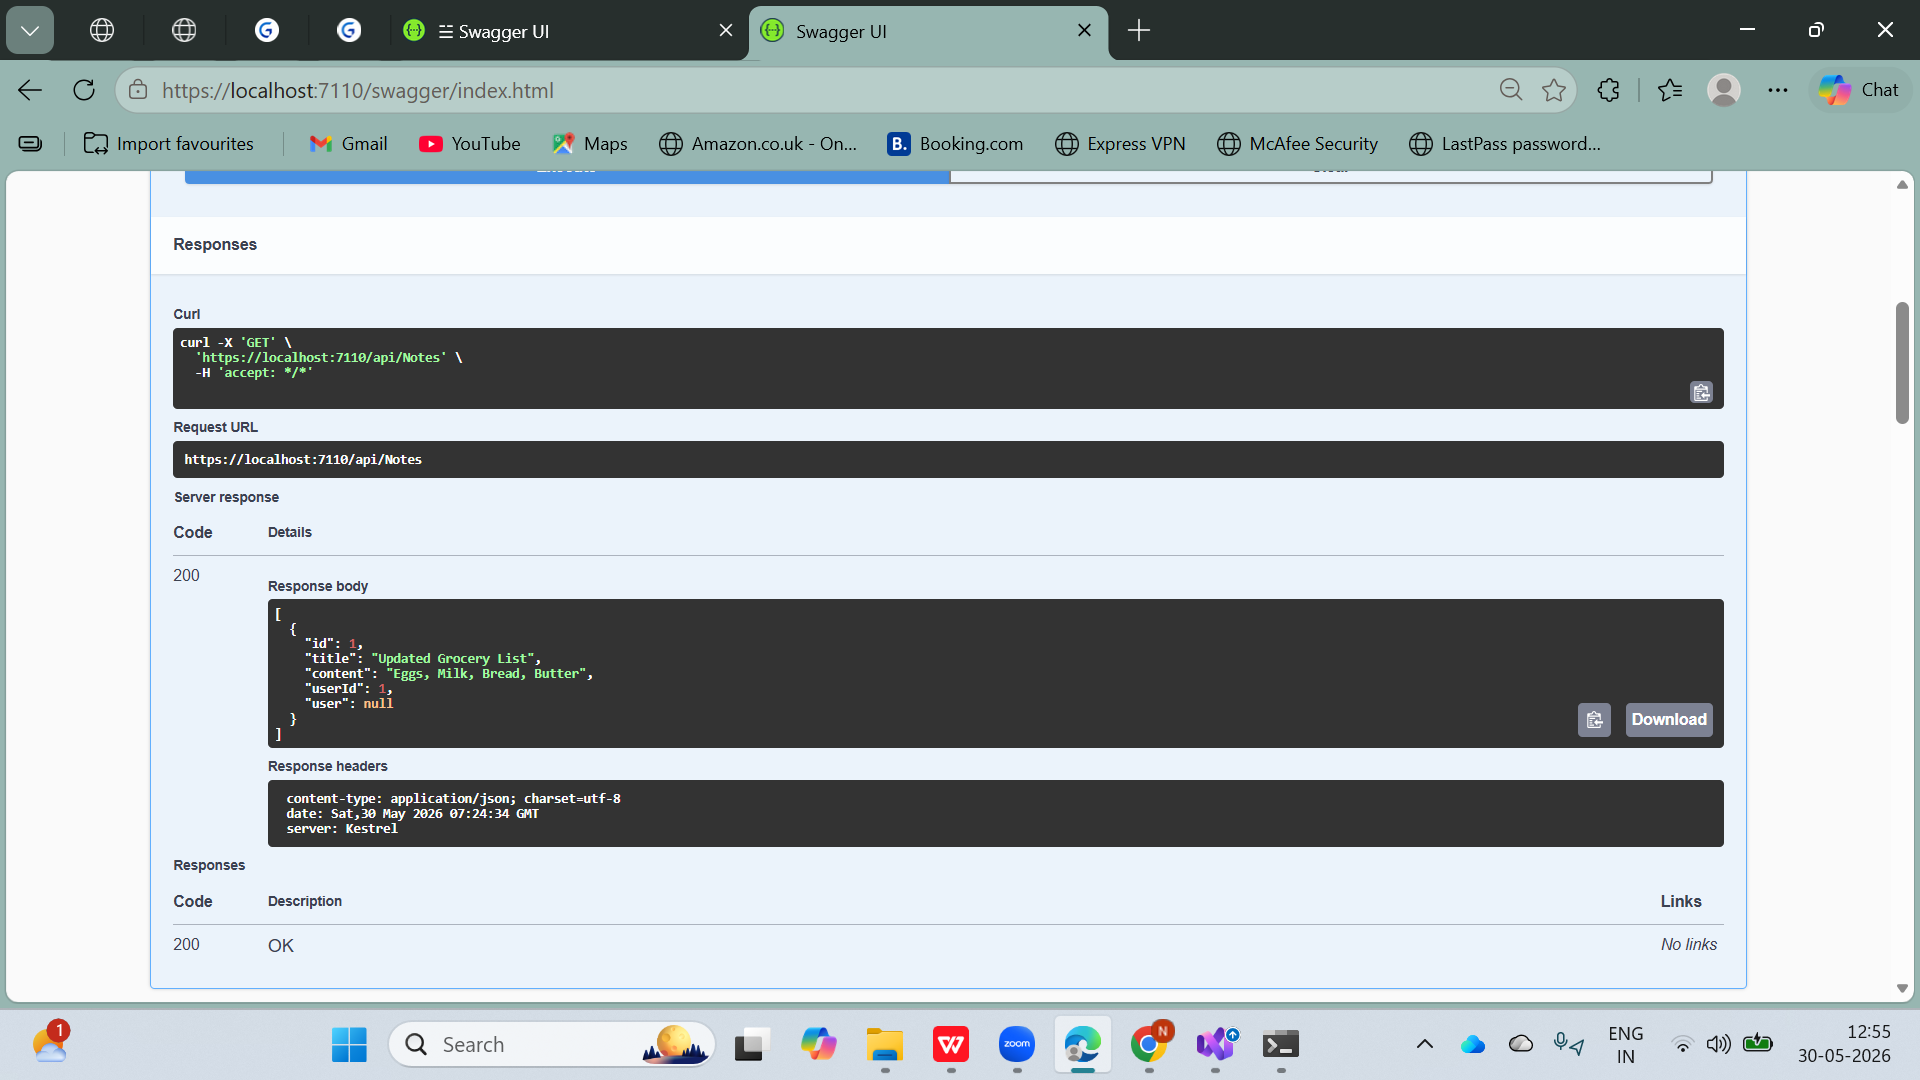 Swagger UI
Swagger UI
https://localhost:7110/swagger/index.html
Chat
Import favourites
Gmail
YouTube
Maps
Amazon.co.uk - On...
Booking.com
Express VPN
McAfee Security
LastPass password...
Responses
Curl
curl -X 'GET' \
'https://localhost:7110/api/Notes' \
-H 'accept: */*'
Request URL
https://localhost:7110/api/Notes
Server response
Code Details
200
Response body
[
{
"id": 1,
"title": "Updated Grocery List",
"content": "Eggs, Milk, Bread, Butter",
"userId": 1,
"user": null
}
]
Download
Response headers
content-type: application/json; charset=utf-8
date: Sat,30 May 2026 07:24:34 GMT
server: Kestrel
Responses
Code Description Links
200 OK No links
1
Search
zoom
N
ENG
IN
12:55
30-05-2026